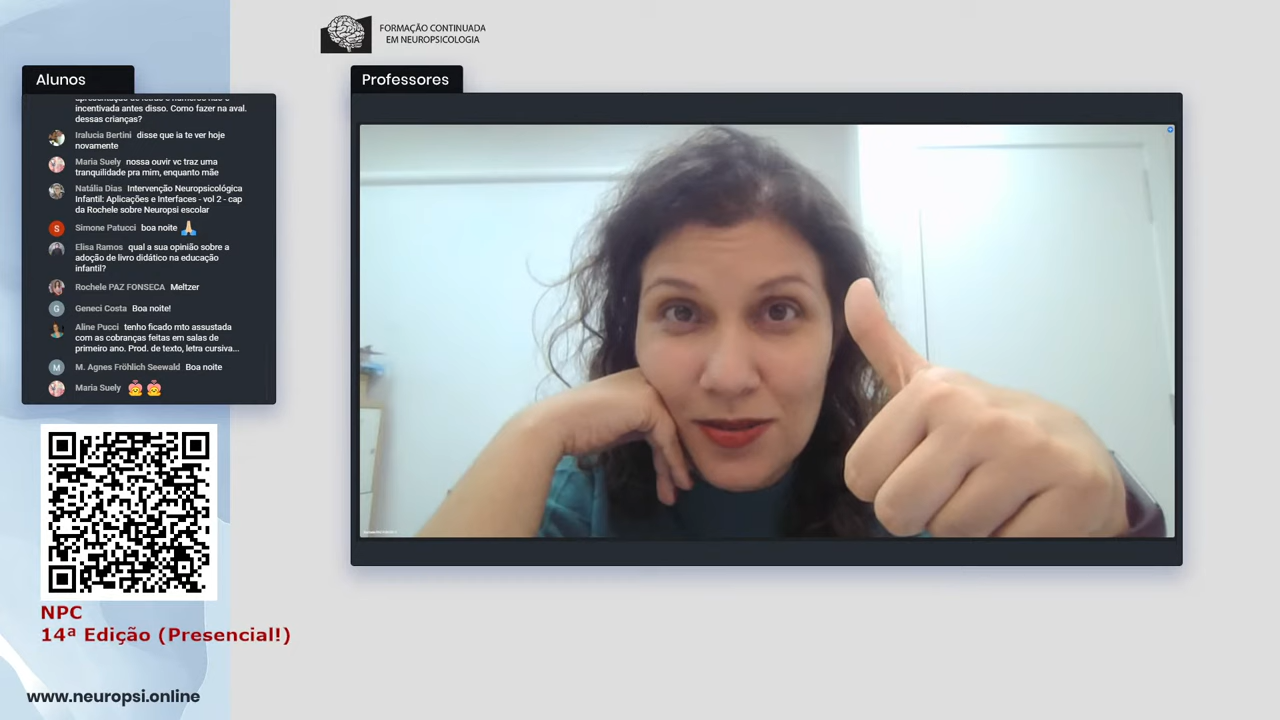 FORMAÇÃO CONTINUADA
EM NEUROPSICOLOGIA
Alunos
incentivada antes disso. Como fazer na aval.
dessas crianças?
Iralucia Bertini disse que ia te ver hoje
novamente
Maria Suely nossa ouvir vc traz uma
tranquilidade pra mim, enquanto mãe
Natália Dias Intervenção Neuropsicológica
Infantil: Aplicações e Interfaces - vol 2 - cap
da Rochele sobre Neuropsi escolar
S Simone Patucci boa noite 🙏
Elisa Ramos qual a sua opinião sobre a
adoção de livro didático na educação
infantil?
Rochele PAZ FONSECA Meltzer
G Geneci Costa Boa noite!
Aline Pucci tenho ficado mto assustada
com as cobranças feitas em salas de
primeiro ano. Prod. de texto, letra cursiva...
M M. Agnes Fröhlich Seewald Boa noite
Maria Suely
NPC
14ª Edição (Presencial!)
www.neuropsi.online
Professores